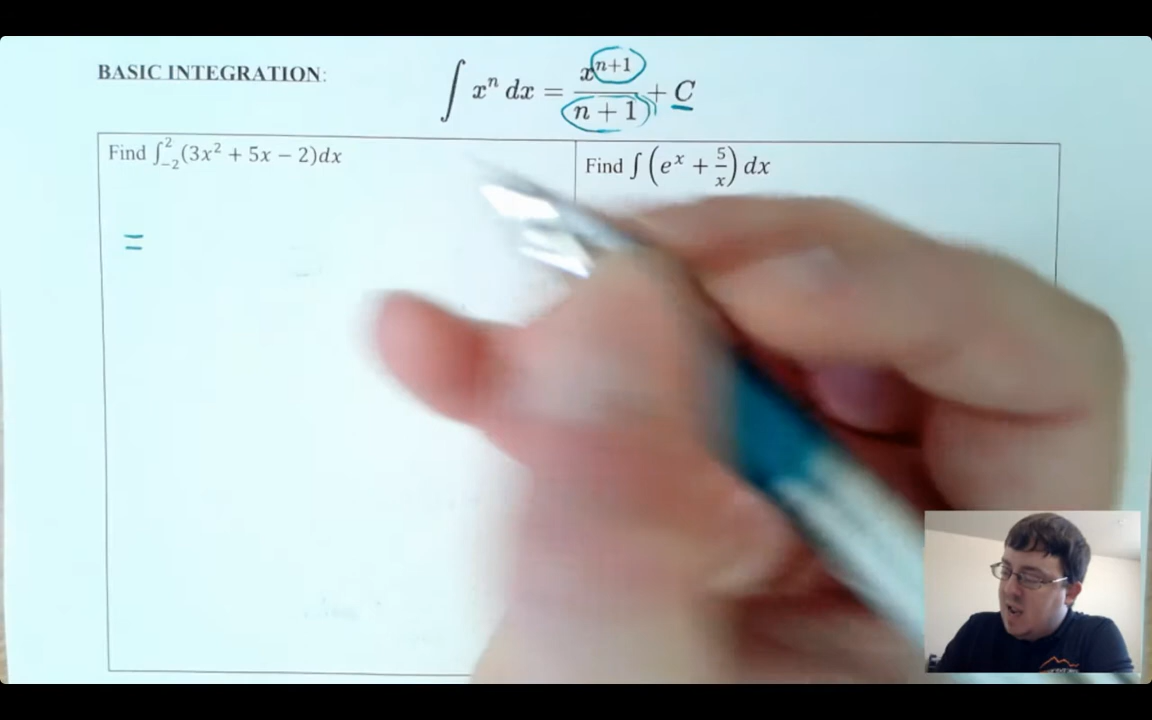 BASIC INTEGRATION:
∫ xⁿ dx = xⁿ⁺¹/(n + 1) + C
Find ∫₋₂² (3x² + 5x − 2)dx
Find ∫ (eˣ + 5/x) dx
=